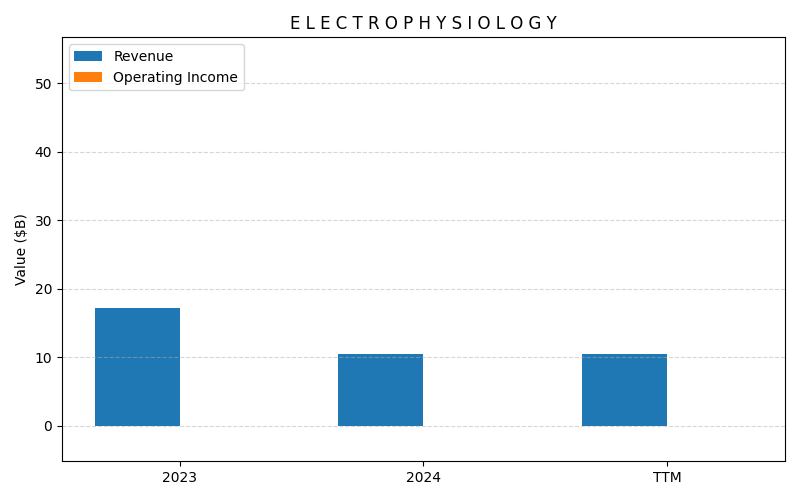 E L E C T R O P H Y S I O L O G Y
Revenue
Operating Income
Value ($B)
50
40
30
20
10
0
2023 2024 TTM